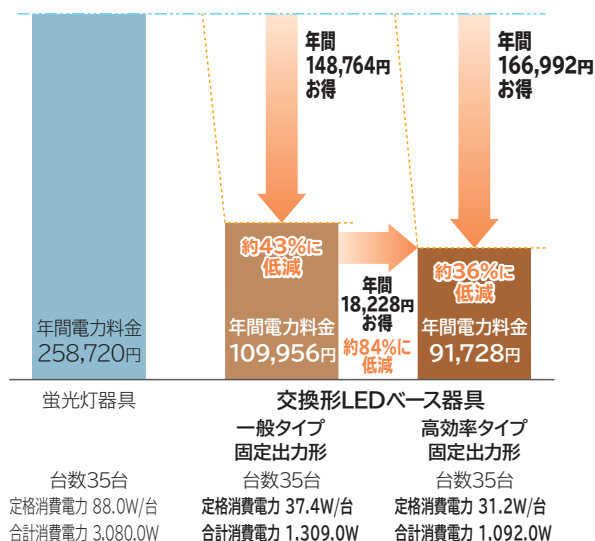 年間
148,764円
お得
年間
166,992円
お得
約43%に
低減
約36%に
低減
年間
18,228円
お得
約84%に
低減
年間電力料金
258,720円
年間電力料金
109,956円
年間電力料金
91,728円
蛍光灯器具
交換形LEDベース器具
一般タイプ
固定出力形
高効率タイプ
固定出力形
台数35台
定格消費電力 88.0W/台
合計消費電力 3,080.0W
台数35台
定格消費電力 37.4W/台
合計消費電力 1,309.0W
台数35台
定格消費電力 31.2W/台
合計消費電力 1,092.0W